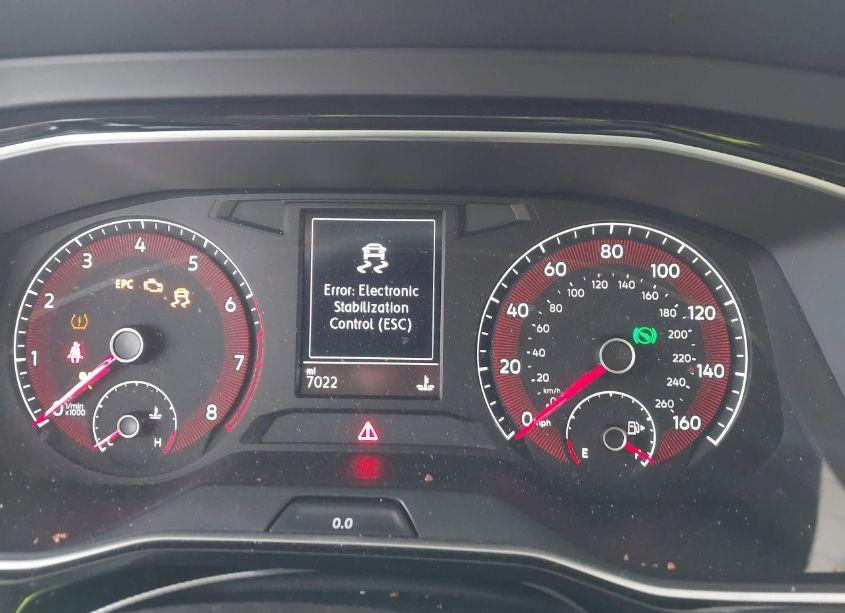 4
3
5
EPC
2
6
1
7
0
1/min
x1000
8
H
Error: Electronic
Stabilization
Control (ESC)
mi
7022
80
60
100
120 140
100
160
80
180
40
120
60
200
40
220
20
140
20
240
km/h
260
0
mph
160
E
0.0